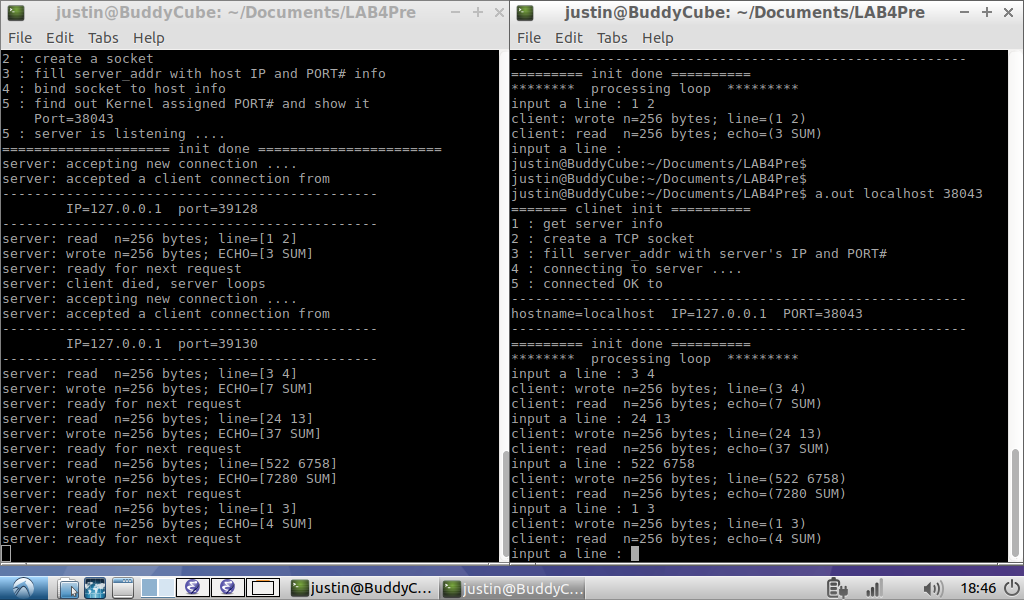 justin@BuddyCube: ~/Documents/LAB4Pre
File Edit Tabs Help
2 : create a socket
3 : fill server_addr with host IP and PORT# info
4 : bind socket to host info
5 : find out Kernel assigned PORT# and show it
    Port=38043
5 : server is listening ....
===================== init done =======================
server: accepting new connection ....
server: accepted a client connection from
-----------------------------------------------
        IP=127.0.0.1  port=39128
-----------------------------------------------
server: read  n=256 bytes; line=[1 2]
server: wrote n=256 bytes; ECHO=[3 SUM]
server: ready for next request
server: client died, server loops
server: accepting new connection ....
server: accepted a client connection from
-----------------------------------------------
        IP=127.0.0.1  port=39130
-----------------------------------------------
server: read  n=256 bytes; line=[3 4]
server: wrote n=256 bytes; ECHO=[7 SUM]
server: ready for next request
server: read  n=256 bytes; line=[24 13]
server: wrote n=256 bytes; ECHO=[37 SUM]
server: ready for next request
server: read  n=256 bytes; line=[522 6758]
server: wrote n=256 bytes; ECHO=[7280 SUM]
server: ready for next request
server: read  n=256 bytes; line=[1 3]
server: wrote n=256 bytes; ECHO=[4 SUM]
server: ready for next request
justin@BuddyCube: ~/Documents/LAB4Pre
File Edit Tabs Help
---------------------------------------------------------
========= init done ==========
********  processing loop  *********
input a line : 1 2
client: wrote n=256 bytes; line=(1 2)
client: read  n=256 bytes; echo=(3 SUM)
input a line :
justin@BuddyCube:~/Documents/LAB4Pre$
justin@BuddyCube:~/Documents/LAB4Pre$
justin@BuddyCube:~/Documents/LAB4Pre$ a.out localhost 38043
======= clinet init ==========
1 : get server info
2 : create a TCP socket
3 : fill server_addr with server's IP and PORT#
4 : connecting to server ....
5 : connected OK to
---------------------------------------------------------
hostname=localhost  IP=127.0.0.1  PORT=38043
---------------------------------------------------------
========= init done ==========
********  processing loop  *********
input a line : 3 4
client: wrote n=256 bytes; line=(3 4)
client: read  n=256 bytes; echo=(7 SUM)
input a line : 24 13
client: wrote n=256 bytes; line=(24 13)
client: read  n=256 bytes; echo=(37 SUM)
input a line : 522 6758
client: wrote n=256 bytes; line=(522 6758)
client: read  n=256 bytes; echo=(7280 SUM)
input a line : 1 3
client: wrote n=256 bytes; line=(1 3)
client: read  n=256 bytes; echo=(4 SUM)
input a line :
justin@BuddyC... justin@BuddyC... 18:46